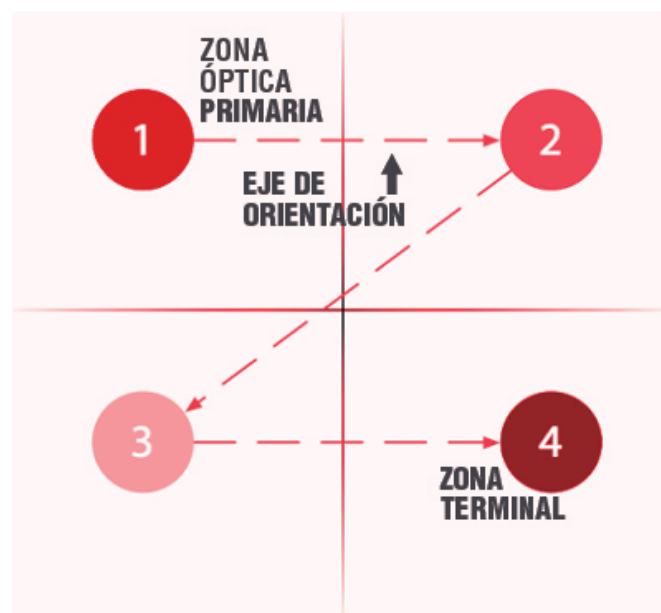 ZONA
ÓPTICA
PRIMARIA
1
2
EJE DE
ORIENTACIÓN
3
4
ZONA
TERMINAL